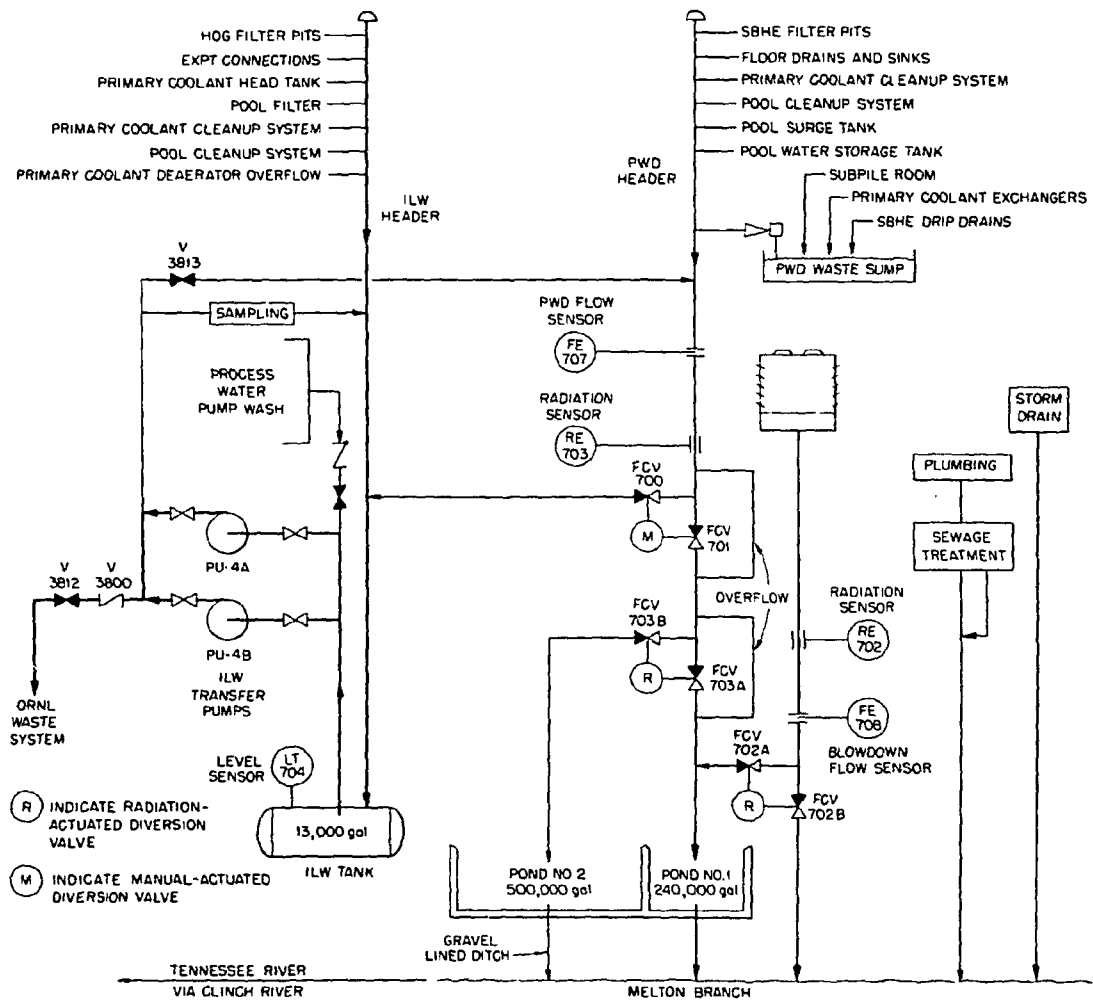 HOG FILTER PITS
EXPT CONNECTIONS
PRIMARY COOLANT HEAD TANK
POOL FILTER
PRIMARY COOLANT CLEANUP SYSTEM
POOL CLEANUP SYSTEM
PRIMARY COOLANT DEAERATOR OVERFLOW
ILW
HEADER
SBHE FILTER PITS
FLOOR DRAINS AND SINKS
PRIMARY COOLANT CLEANUP SYSTEM
POOL CLEANUP SYSTEM
POOL SURGE TANK
POOL WATER STORAGE TANK
PWD
HEADER
SUBPILE ROOM
PRIMARY COOLANT EXCHANGERS
SBHE DRIP DRAINS
PWD WASTE SUMP
V
3813
SAMPLING
PROCESS
WATER
PUMP WASH
PWD FLOW
SENSOR
FE
707
RADIATION
SENSOR
RE
703
FCV
700
M
FCV
701
OVERFLOW
STORM
DRAIN
PLUMBING
SEWAGE
TREATMENT
PU-4A
V
3812
V
3800
PU-4B
ILW
TRANSFER
PUMPS
ORNL
WASTE
SYSTEM
FCV
703B
R
FCV
703A
RADIATION
SENSOR
RE
702
FE
708
BLOWDOWN
FLOW SENSOR
FCV
702A
R
FCV
702B
LEVEL
SENSOR
LT
704
13,000 gal
ILW TANK
R INDICATE RADIATION-
ACTUATED DIVERSION
VALVE
M INDICATE MANUAL-ACTUATED
DIVERSION VALVE
POND NO 2
500,000 gal
POND NO.1
240,000 gal
GRAVEL
LINED DITCH
TENNESSEE RIVER
VIA CLINCH RIVER
MELTON BRANCH